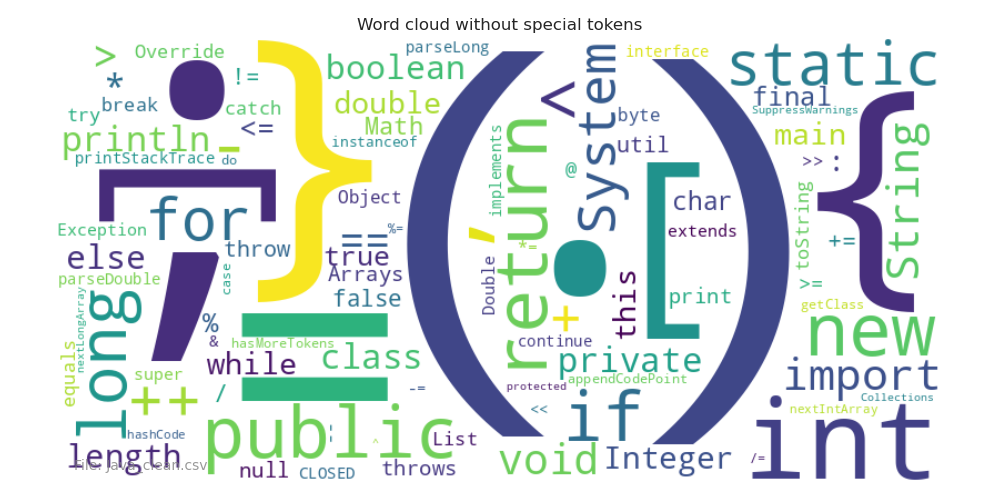 Word cloud without special tokens
parseLong
interface
> Override
boolean
System
static
* != 
final
try break catch
double
^
byte
SuppressWarnings
println - <=
Math
instanceof
util
main
printStackTrace do
>> :
}
(
)
{
String
[
implements
return
@
[
Object
char
for
Exception
throw
== %=
true
extends
toString
+=
else
parseDouble
case
Arrays
,
*=
.
Double
this
print
>=
false
getClass
long
nextLongArray
;
%
&
hasMoreTokens
=
+
continue
new
equals
while
class
private
super
appendCodePoint
import
++
/
-=
protected
Collections
hashCode
public
<<
if
nextIntArray
int
length
File: java_clean.csv
null
CLOSED
¦
^
List
throws
void
Integer
/=